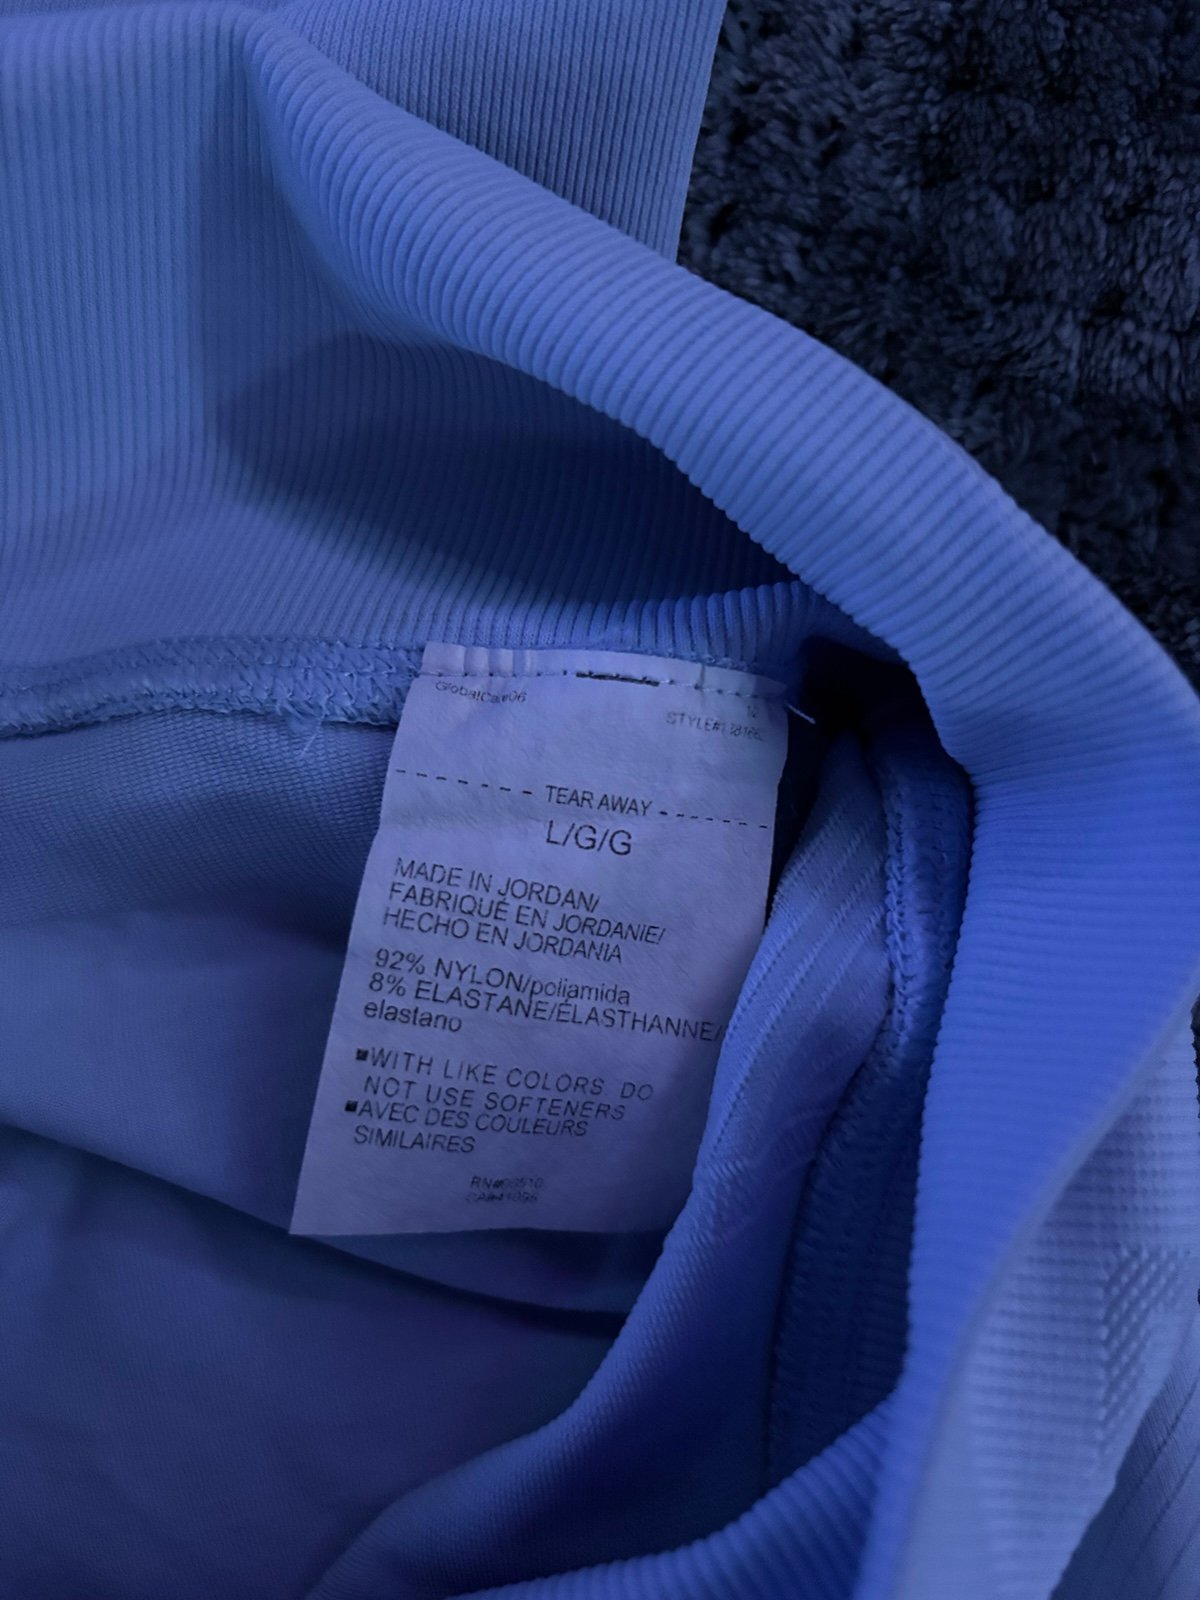 TEAR AWAY
L/G/G
MADE IN JORDAN/
FABRIQUÉ EN JORDANIE/
HECHO EN JORDANIA
92% NYLON/poliamida
8% ELASTANE/ÉLASTHANNE/
elastano
WITH LIKE COLORS DO
NOT USE SOFTENERS
AVEC DES COULEURS
SIMILAIRES